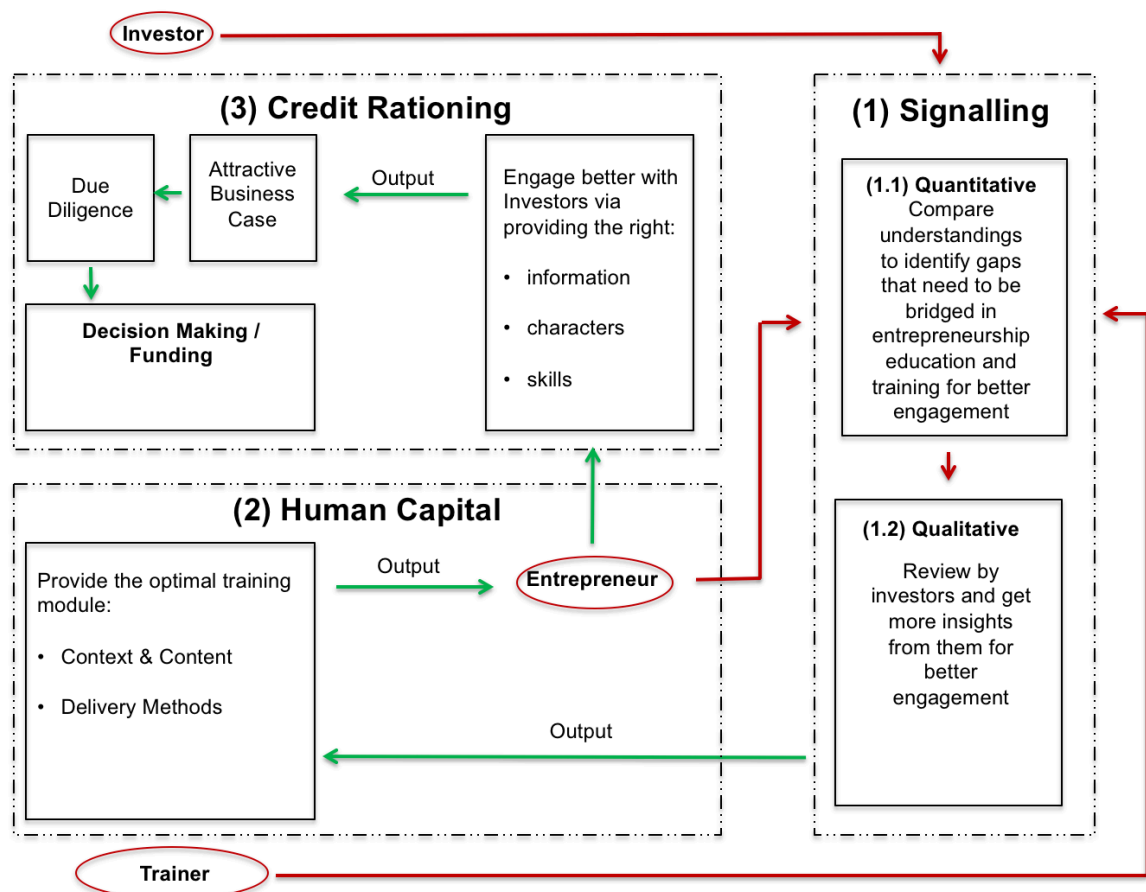 Investor
(3) Credit Rationing
Due
Diligence
Attractive
Business
Case
Output
Engage better with
Investors via
providing the right:
• information
• characters
• skills
Decision Making /
Funding
(1) Signalling
(1.1) Quantitative
Compare
understandings
to identify gaps
that need to be
bridged in
entrepreneurship
education and
training for better
engagement
(1.2) Qualitative
Review by
investors and get
more insights
from them for
better
engagement
(2) Human Capital
Provide the optimal training
module:
• Context & Content
• Delivery Methods
Output
Entrepreneur
Output
Trainer